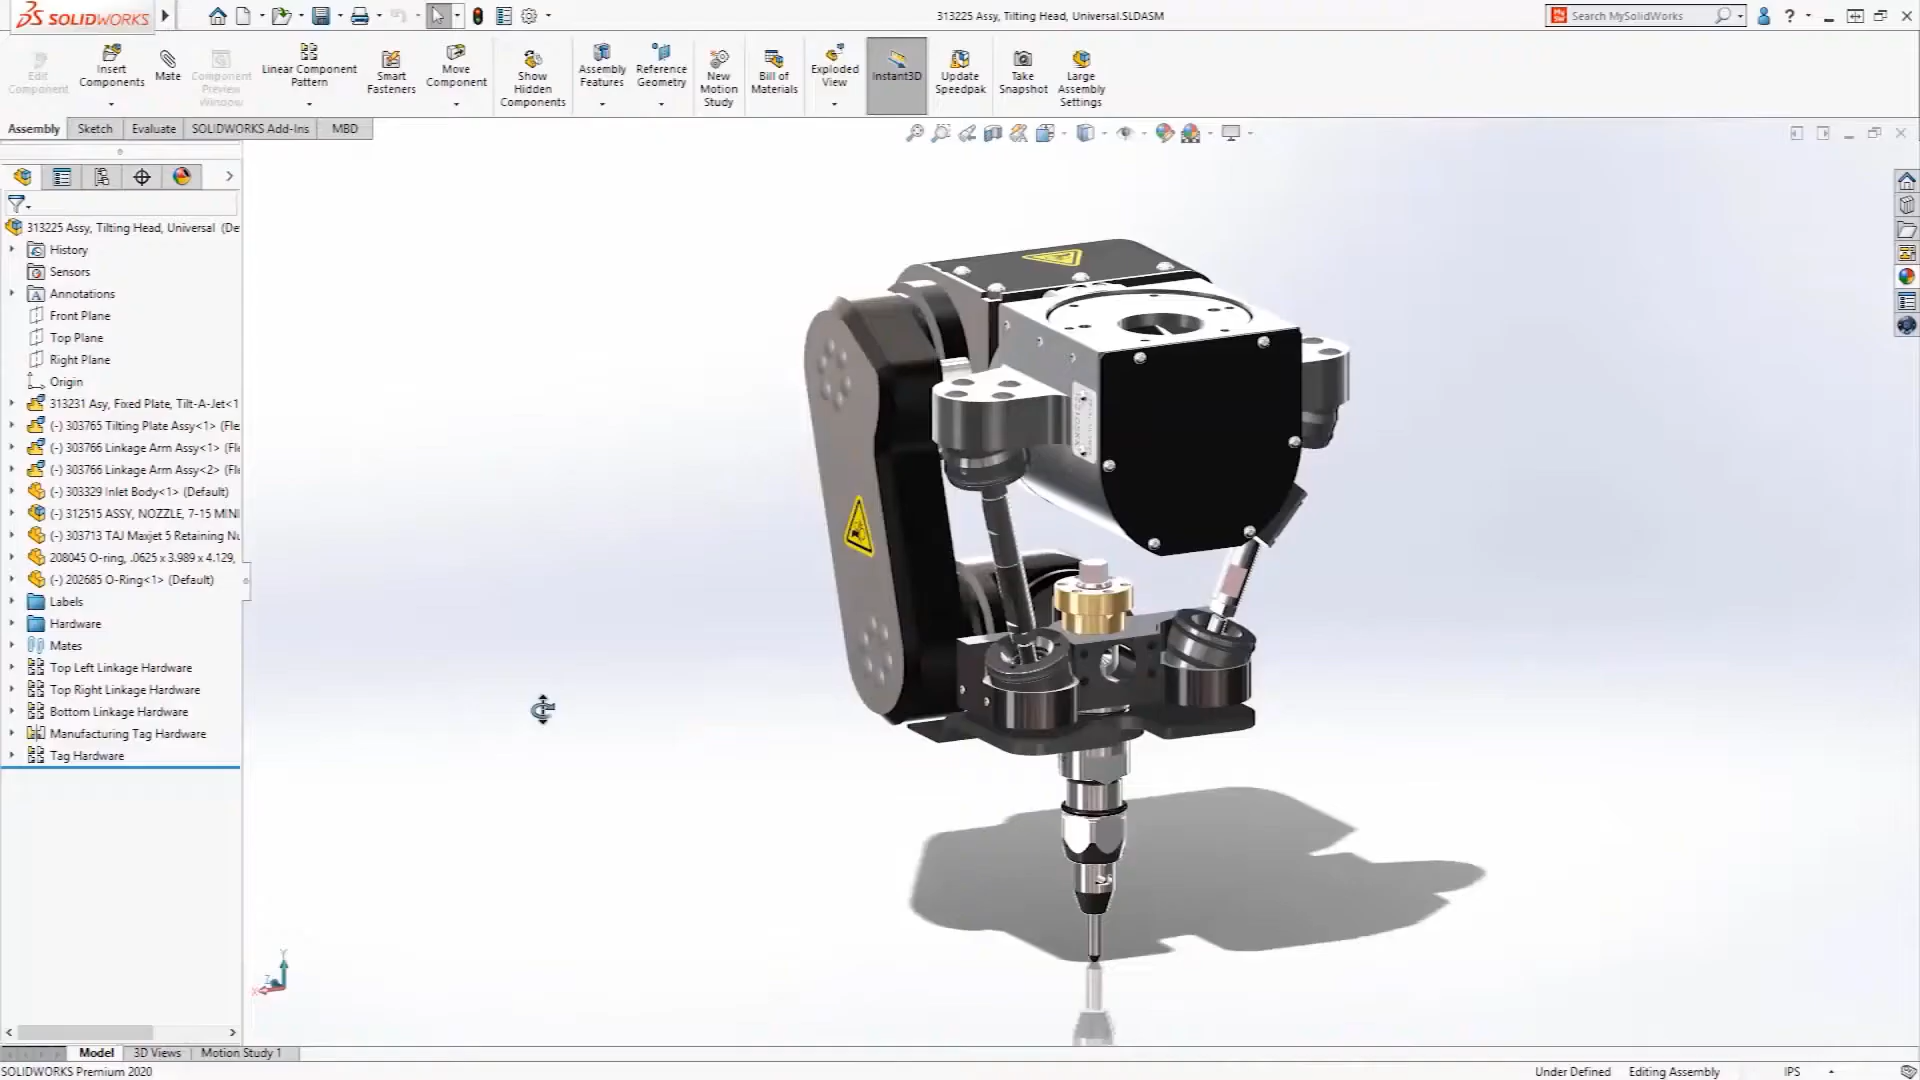 SOLIDWORKS
313225 Assy, Tilting Head, Universal.SLDASM
Search MySolidWorks
Edit Component
Insert Components
Mate
Component Preview Window
Linear Component Pattern
Smart Fasteners
Move Component
Show Hidden Components
Assembly Features
Reference Geometry
New Motion Study
Bill of Materials
Exploded View
Instant3D
Update Speedpak
Take Snapshot
Large Assembly Settings
Assembly
Sketch
Evaluate
SOLIDWORKS Add-Ins
MBD
313225 Assy, Tilting Head, Universal (De
History
Sensors
Annotations
Front Plane
Top Plane
Right Plane
Origin
313231 Asy, Fixed Plate, Tilt-A-Jet<1
(-) 303765 Tilting Plate Assy<1> (Fle
(-) 303766 Linkage Arm Assy<1> (Fle
(-) 303766 Linkage Arm Assy<2> (Fle
(-) 303329 Inlet Body<1> (Default)
(-) 312515 ASSY, NOZZLE, 7-15 MINI
(-) 303713 TAJ Maxjet 5 Retaining Nu
208045 O-ring, .0625 x 3.989 x 4.129,
(-) 202685 O-Ring<1> (Default)
Labels
Hardware
Mates
Top Left Linkage Hardware
Top Right Linkage Hardware
Bottom Linkage Hardware
Manufacturing Tag Hardware
Tag Hardware
Y
Z
X
Model
3D Views
Motion Study 1
SOLIDWORKS Premium 2020
Under Defined
Editing Assembly
IPS